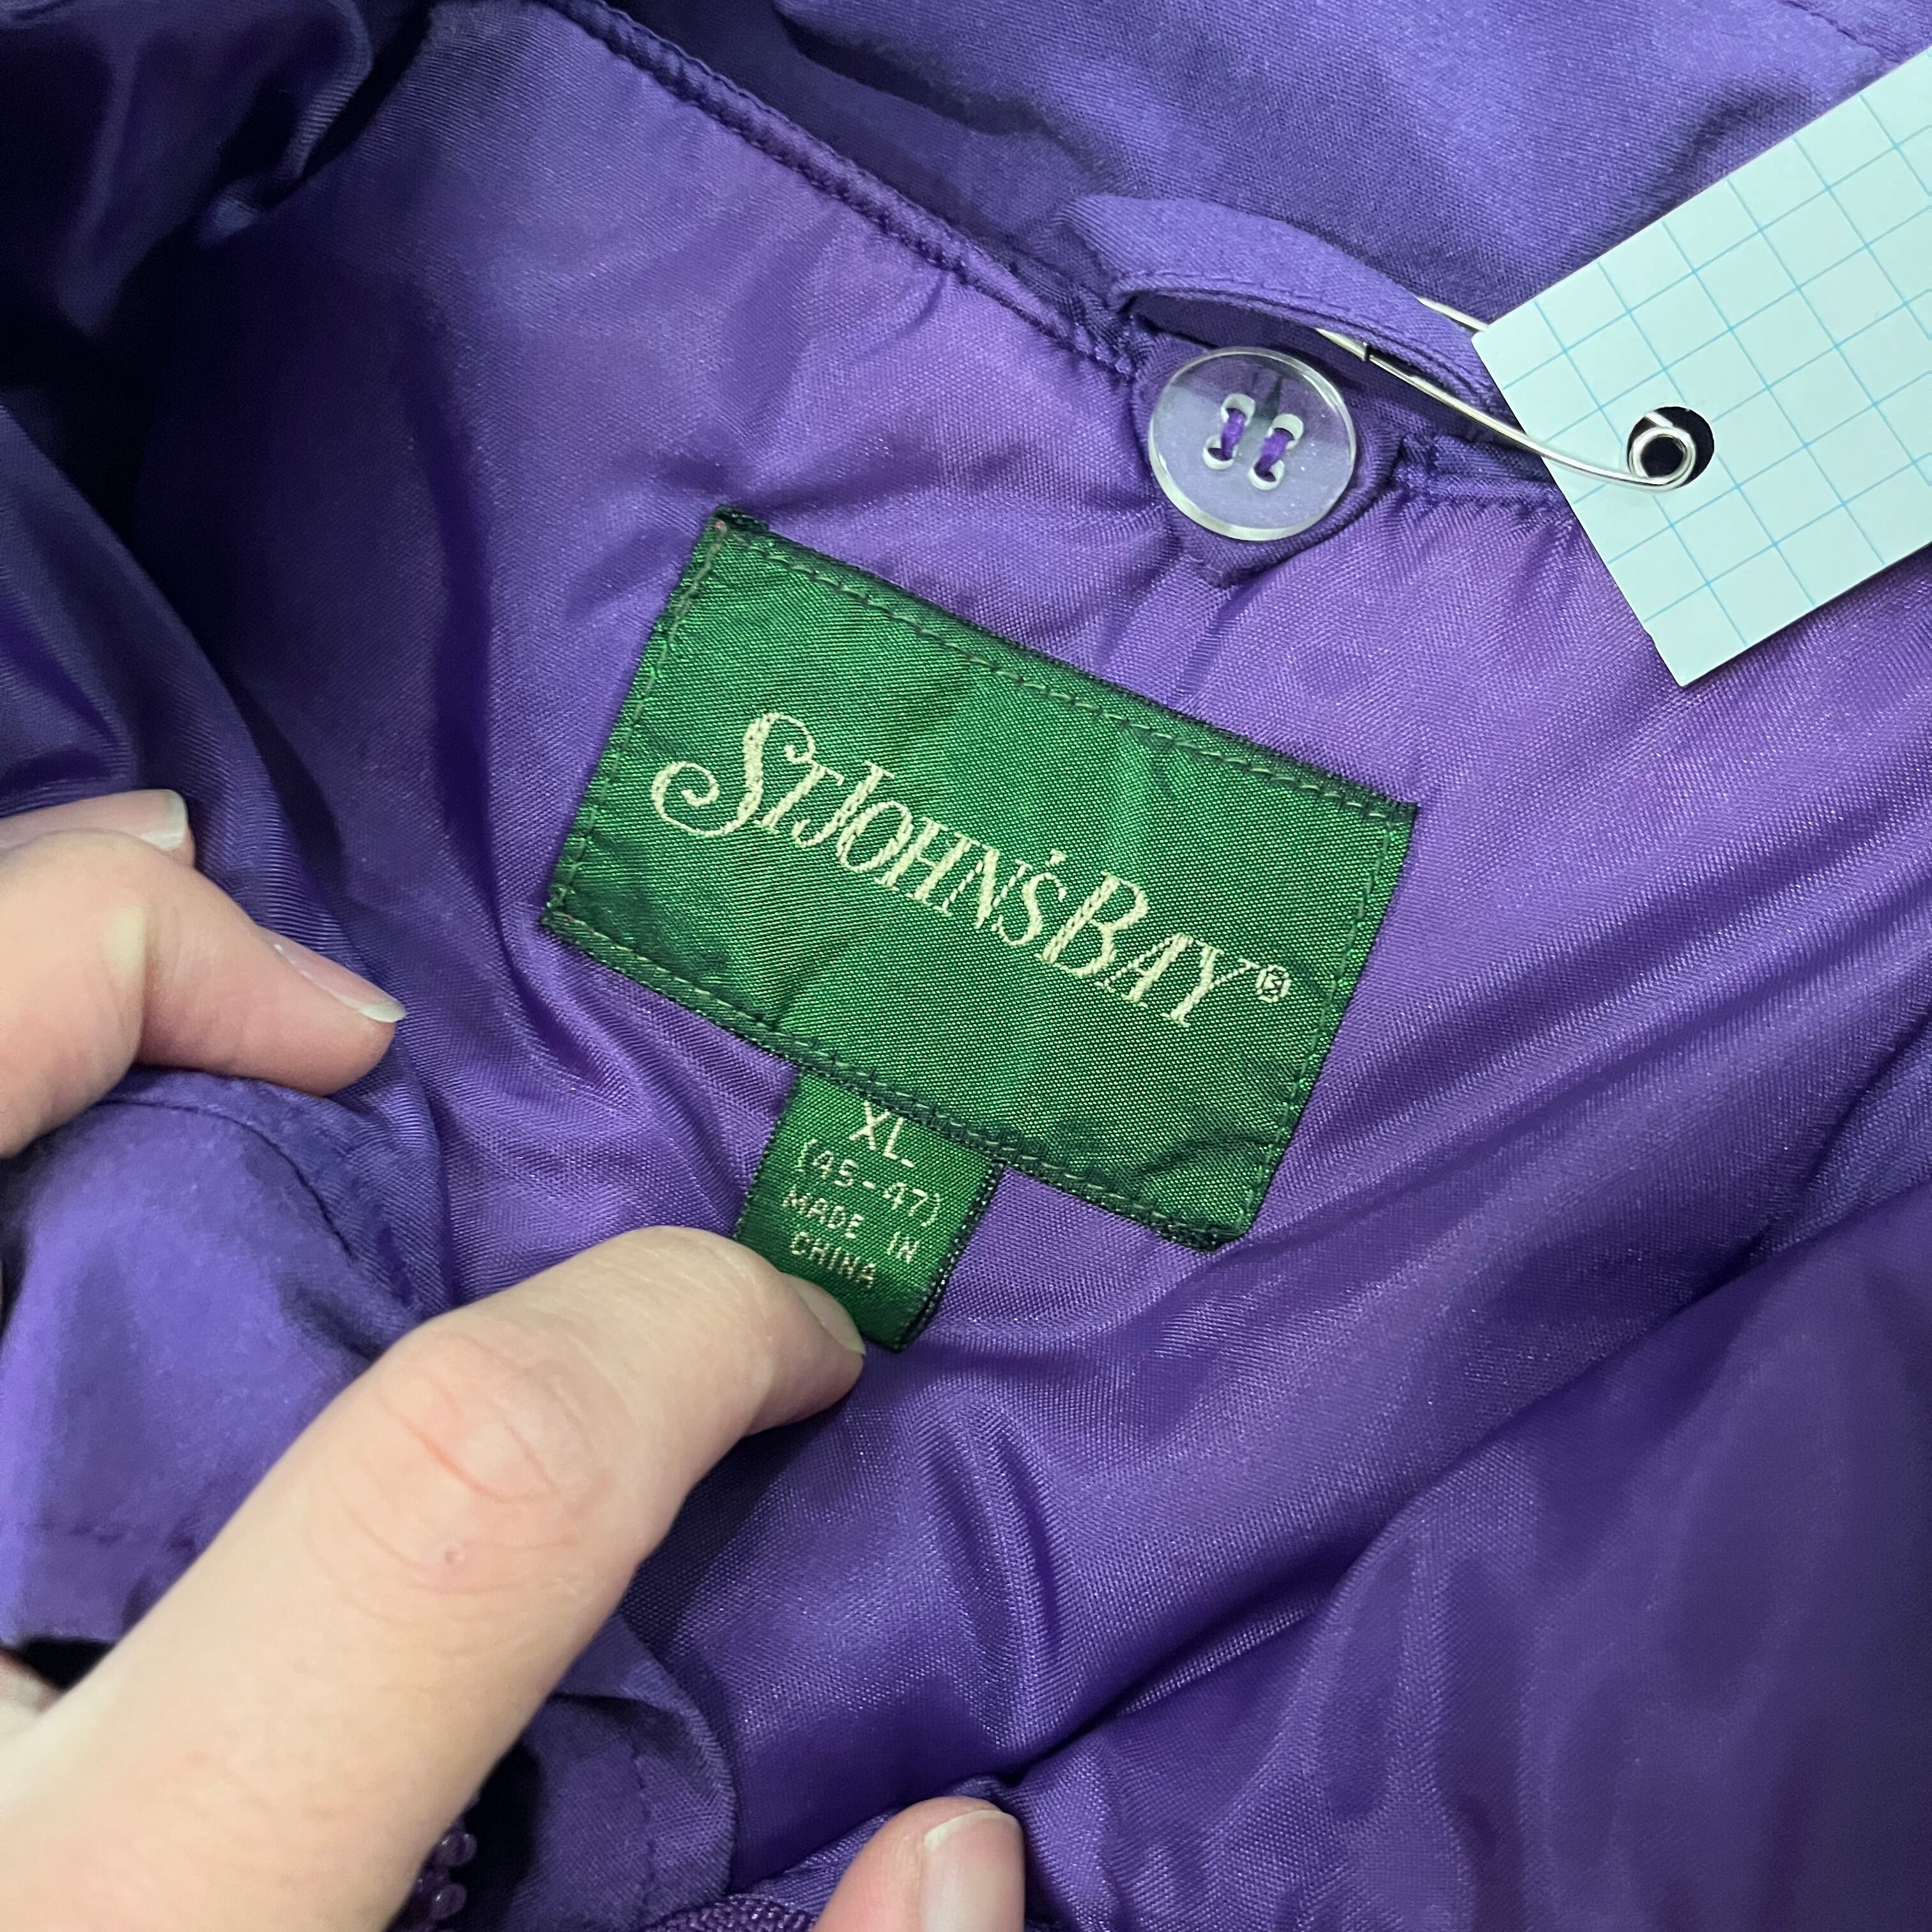 ST JOHN'S BAY®
XL
(45-47)
MADE IN
CHINA